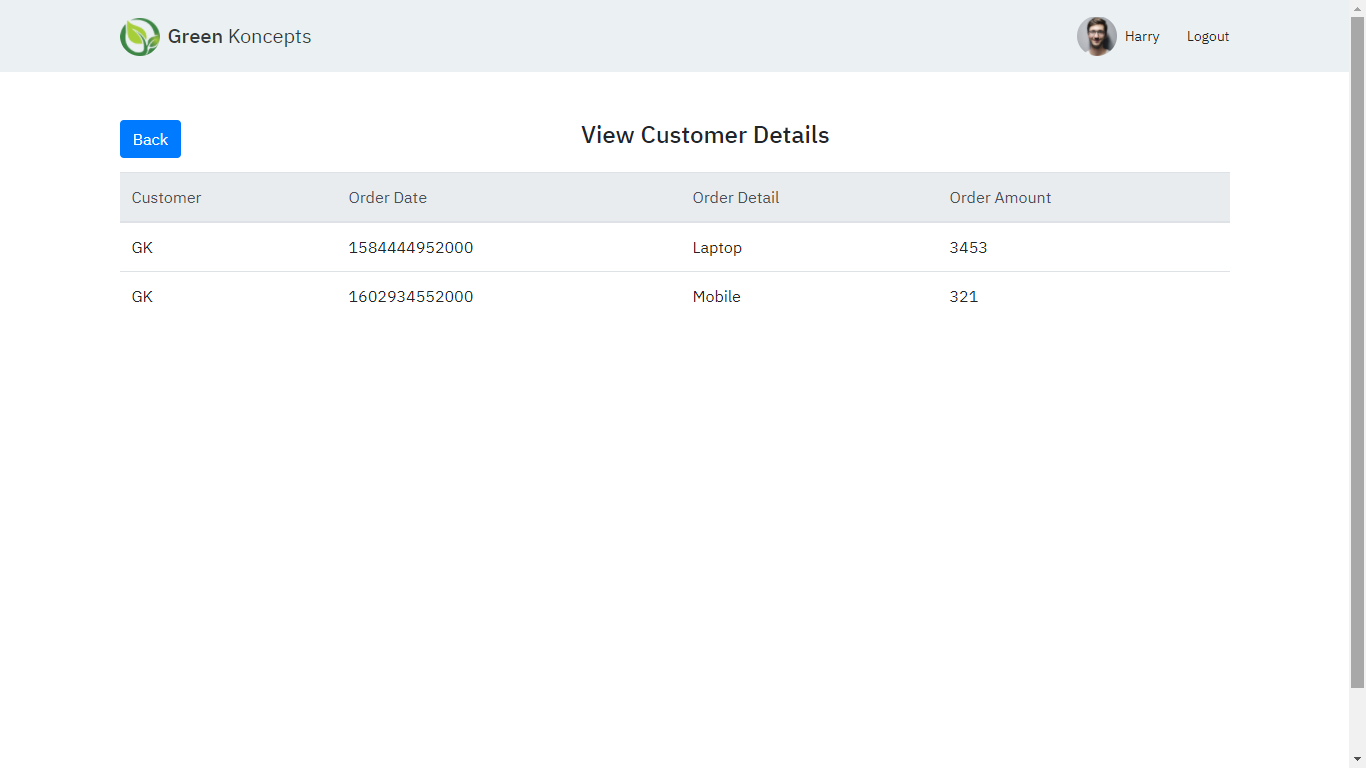 Green Koncepts Harry Logout
Back View Customer Details
Customer Order Date Order Detail Order Amount
GK 1584444952000 Laptop 3453
GK 1602934552000 Mobile 321